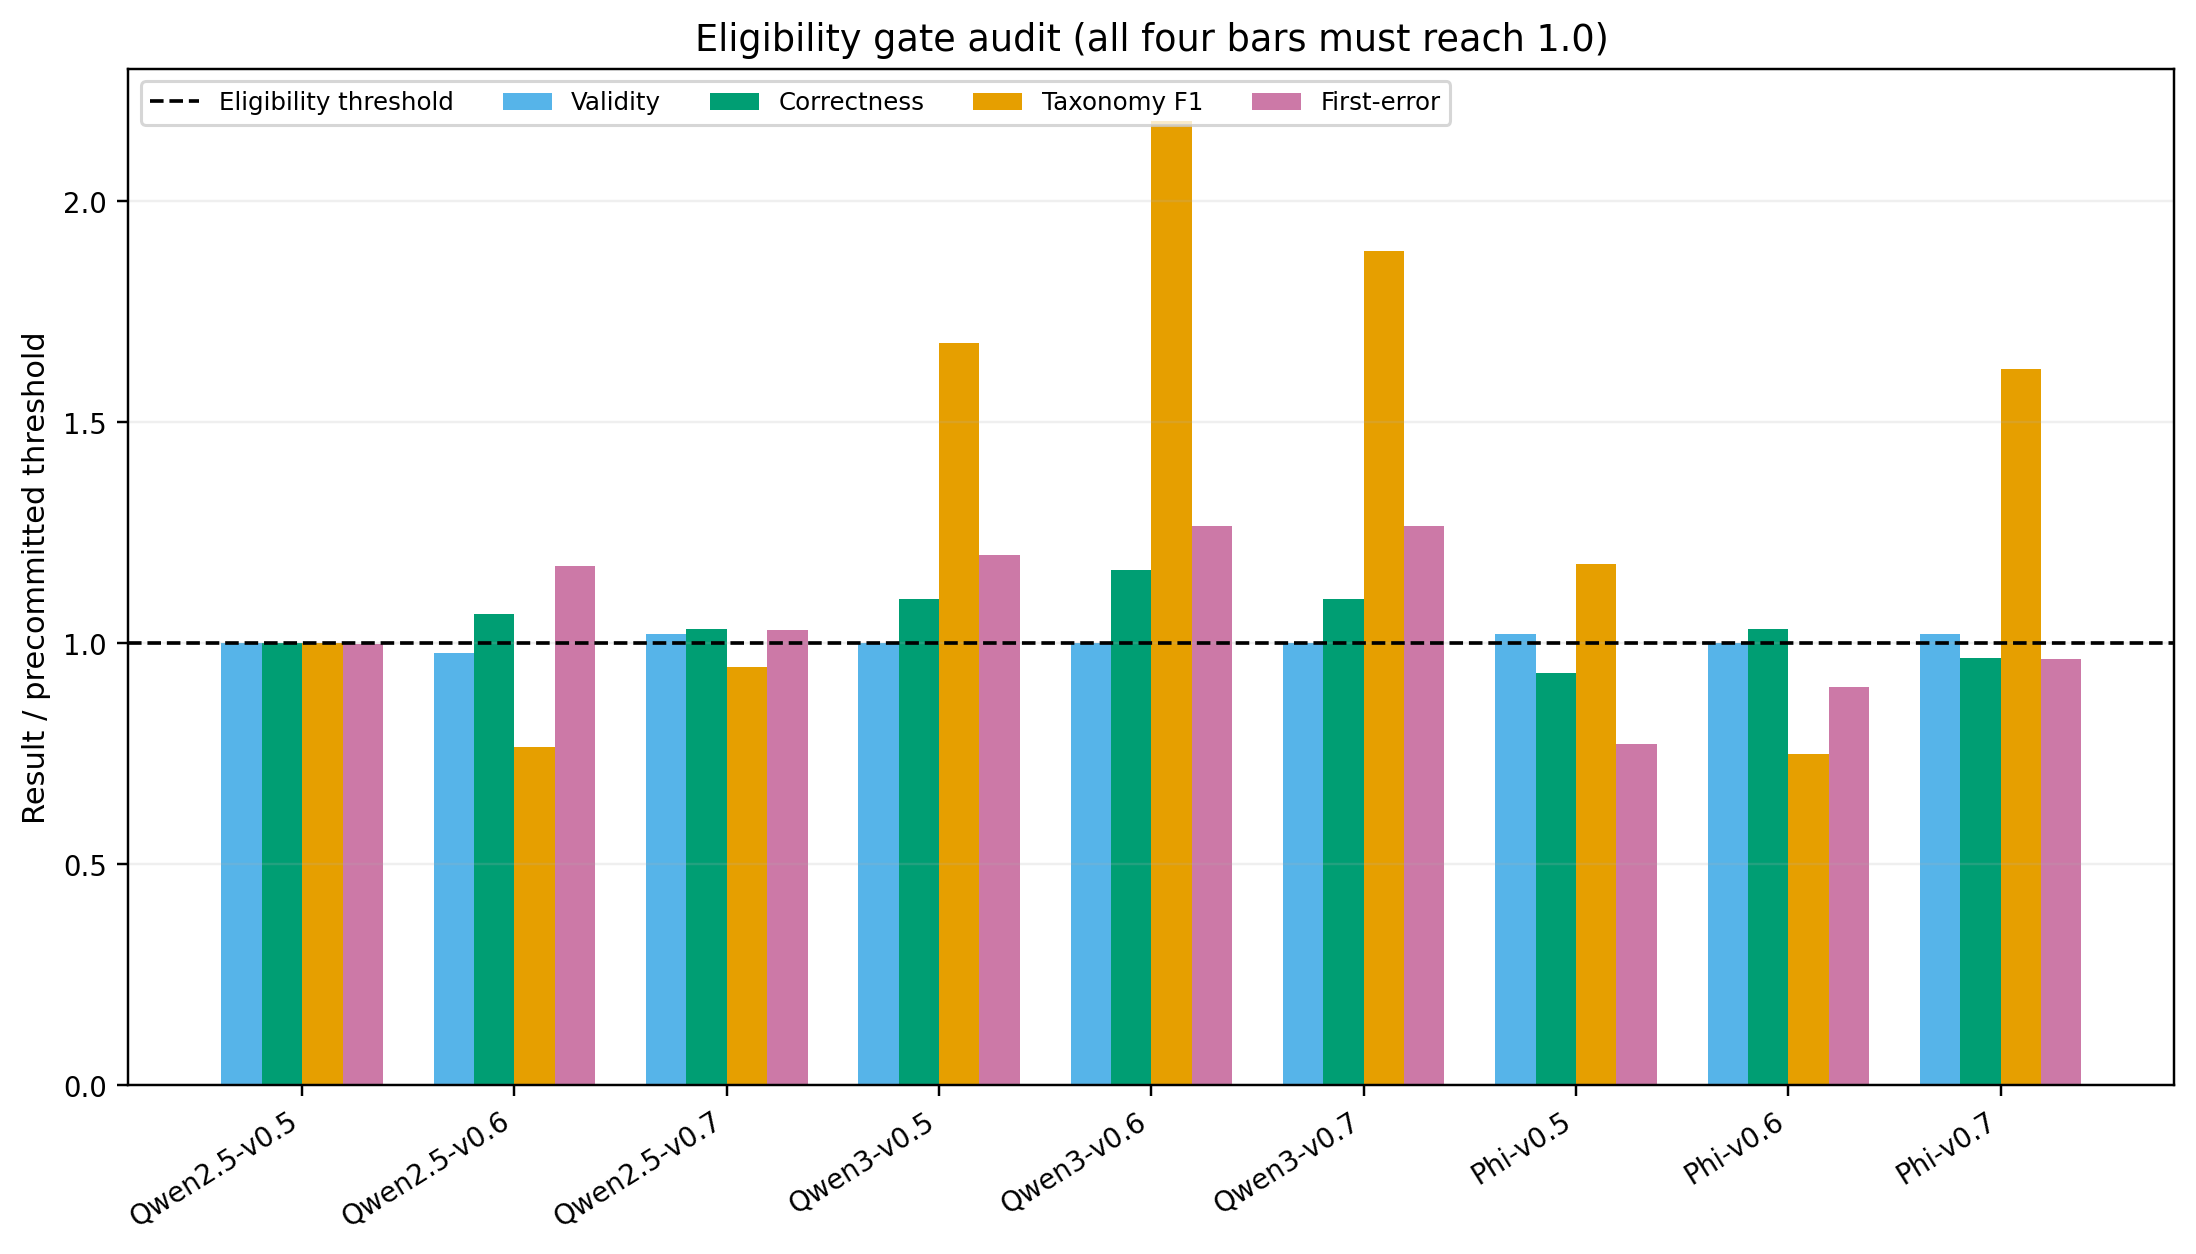 Eligibility gate audit (all four bars must reach 1.0)
Eligibility threshold Validity Correctness Taxonomy F1 First-error
Result / precommitted threshold
2.0
1.5
1.0
0.5
0.0
Qwen2.5-v0.5
Qwen2.5-v0.6
Qwen2.5-v0.7
Qwen3-v0.5
Qwen3-v0.6
Qwen3-v0.7
Phi-v0.5
Phi-v0.6
Phi-v0.7